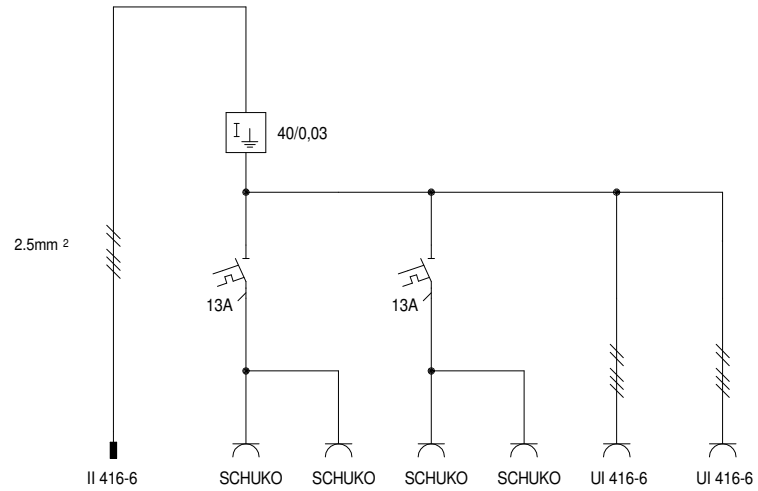 40/0,03
2.5mm 2
13A
13A
II 416-6
SCHUKO
SCHUKO
SCHUKO
SCHUKO
UI 416-6
UI 416-6